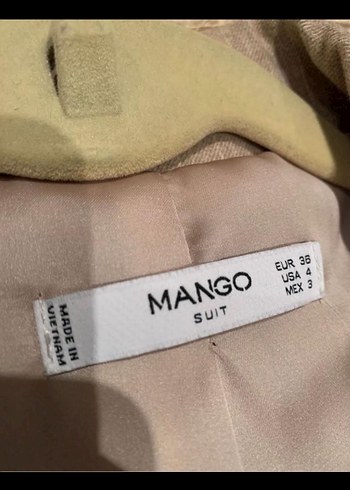 MANGO
SUIT
EUR 36
USA 4
MEX 3
MADE IN
VIETNAM